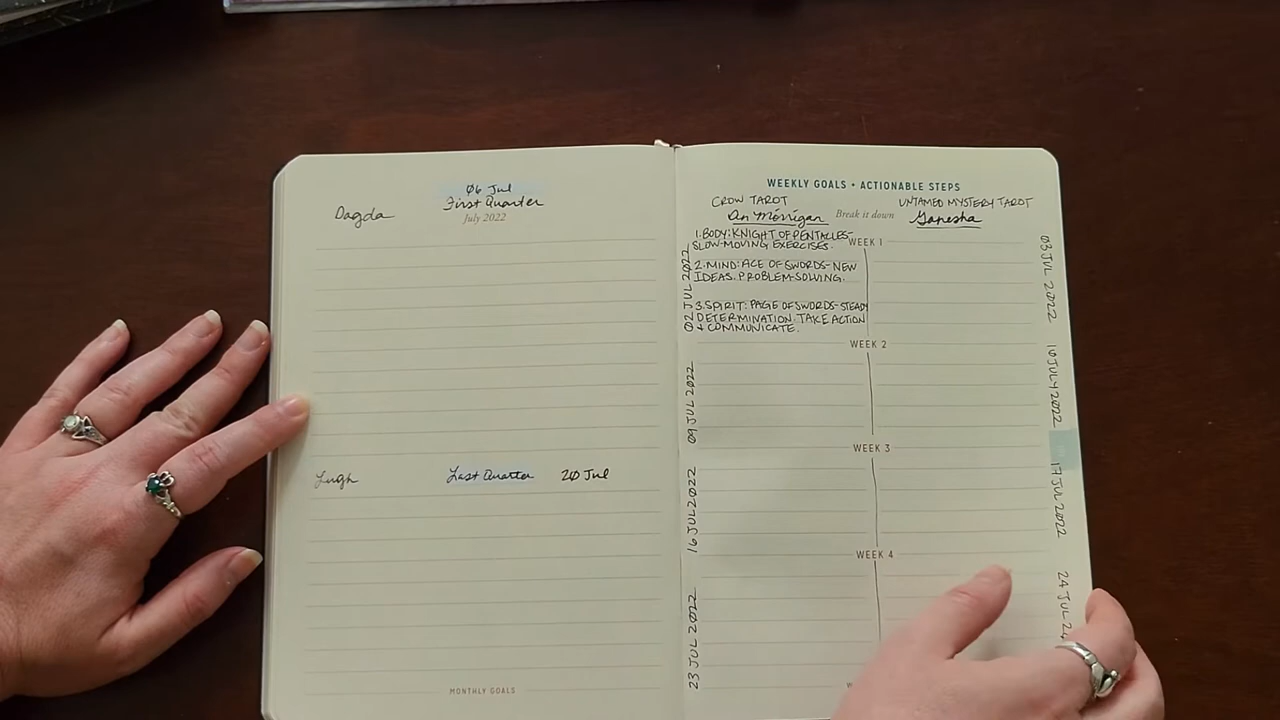 06 Jul
Dagda First Quarter
July 2022
Lugh Last Quarter 20 Jul
MONTHLY GOALS
WEEKLY GOALS • ACTIONABLE STEPS
CROW TAROT UNTAMED MYSTERY TAROT
An Mórrigan Break it down Ganesha
1. BODY: KNIGHT OF PENTACLES-
SLOW-MOVING EXERCISES.
WEEK 1
2. MIND: ACE OF SWORDS-NEW
IDEAS. PROBLEM-SOLVING.
3. SPIRIT: PAGE OF SWORDS-STEADY
DETERMINATION. TAKE ACTION
+ COMMUNICATE.
02 JUL 2022
03 JUL 2022
WEEK 2
09 JUL 2022
10 JULY 2022
WEEK 3
16 JUL 2022
17 JUL 2022
WEEK 4
23 JUL 2022
24 JUL